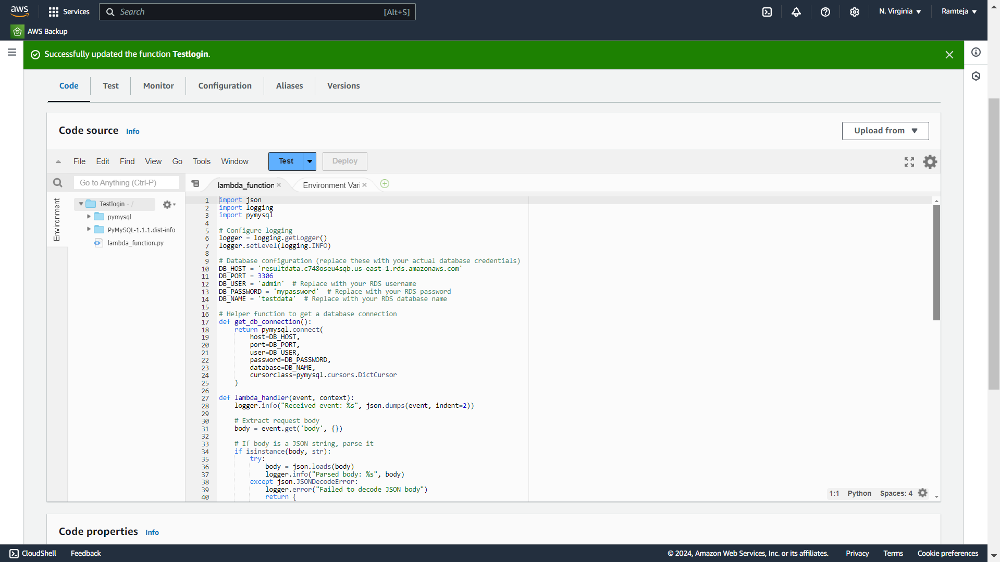 aws
Services
Search
[Alt+S]
N. Virginia
Ramteja
AWS Backup
Successfully updated the function Testlogin.
Code
Test
Monitor
Configuration
Aliases
Versions
Code source Info
Upload from
File Edit Find View Go Tools Window
Test
Deploy
Go to Anything (Ctrl-P)
lambda_function
Environment Vari
Environment
Testlogin - /
pymysql
PyMySQL-1.1.1.dist-info
lambda_function.py
1 import json
2 import logging
3 import pymysql
4
5 # Configure logging
6 logger = logging.getLogger()
7 logger.setLevel(logging.INFO)
8
9 # Database configuration (replace these with your actual database credentials)
10 DB_HOST = 'resultdata.c748oseu4sqb.us-east-1.rds.amazonaws.com'
11 DB_PORT = 3306
12 DB_USER = 'admin'  # Replace with your RDS username
13 DB_PASSWORD = 'mypassword'  # Replace with your RDS password
14 DB_NAME = 'testdata'  # Replace with your RDS database name
15
16 # Helper function to get a database connection
17 def get_db_connection():
18     return pymysql.connect(
19         host=DB_HOST,
20         port=DB_PORT,
21         user=DB_USER,
22         password=DB_PASSWORD,
23         database=DB_NAME,
24         cursorclass=pymysql.cursors.DictCursor
25     )
26
27 def lambda_handler(event, context):
28     logger.info("Received event: %s", json.dumps(event, indent=2))
29
30     # Extract request body
31     body = event.get('body', {})
32
33     # If body is a JSON string, parse it
34     if isinstance(body, str):
35         try:
36             body = json.loads(body)
37             logger.info("Parsed body: %s", body)
38         except json.JSONDecodeError:
39             logger.error("Failed to decode JSON body")
40             return {
1:1 Python Spaces: 4
Code properties Info
CloudShell
Feedback
© 2024, Amazon Web Services, Inc. or its affiliates.
Privacy
Terms
Cookie preferences